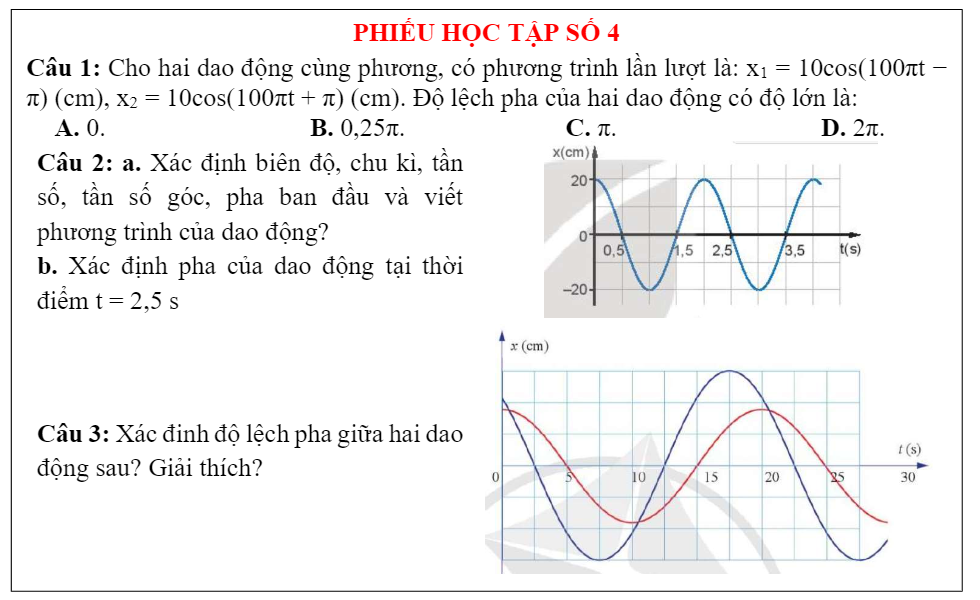 PHIẾU HỌC TẬP SỐ 4
Câu 1: Cho hai dao động cùng phương, có phương trình lần lượt là: x₁ = 10cos(100πt −
π) (cm), x₂ = 10cos(100πt + π) (cm). Độ lệch pha của hai dao động có độ lớn là:
A. 0. B. 0,25π. C. π. D. 2π.
Câu 2: a. Xác định biên độ, chu kì, tần
số, tần số góc, pha ban đầu và viết
phương trình của dao động?
b. Xác định pha của dao động tại thời
điểm t = 2,5 s
x(cm)
20
0
0,5 1,5 2,5 3,5 t(s)
−20
Câu 3: Xác đinh độ lệch pha giữa hai dao
động sau? Giải thích?
x (cm)
t (s)
0 5 10 15 20 25 30